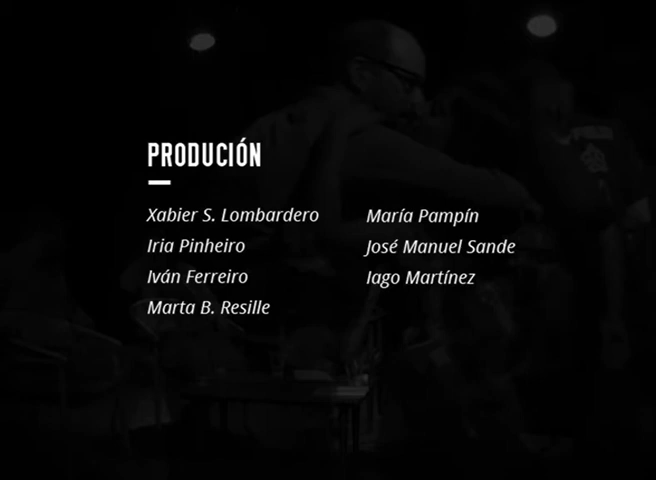 PRODUCIÓN
Xabier S. Lombardero
Iria Pinheiro
Iván Ferreiro
Marta B. Resille
María Pampín
José Manuel Sande
Iago Martínez